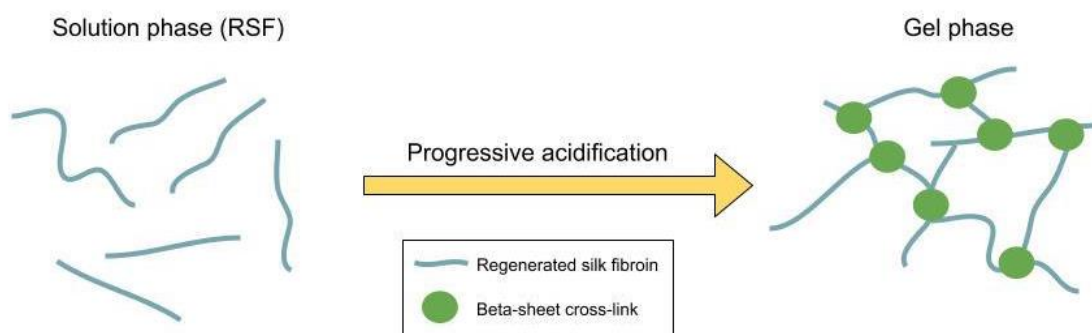 Solution phase (RSF)
Gel phase
Progressive acidification
Regenerated silk fibroin
Beta-sheet cross-link